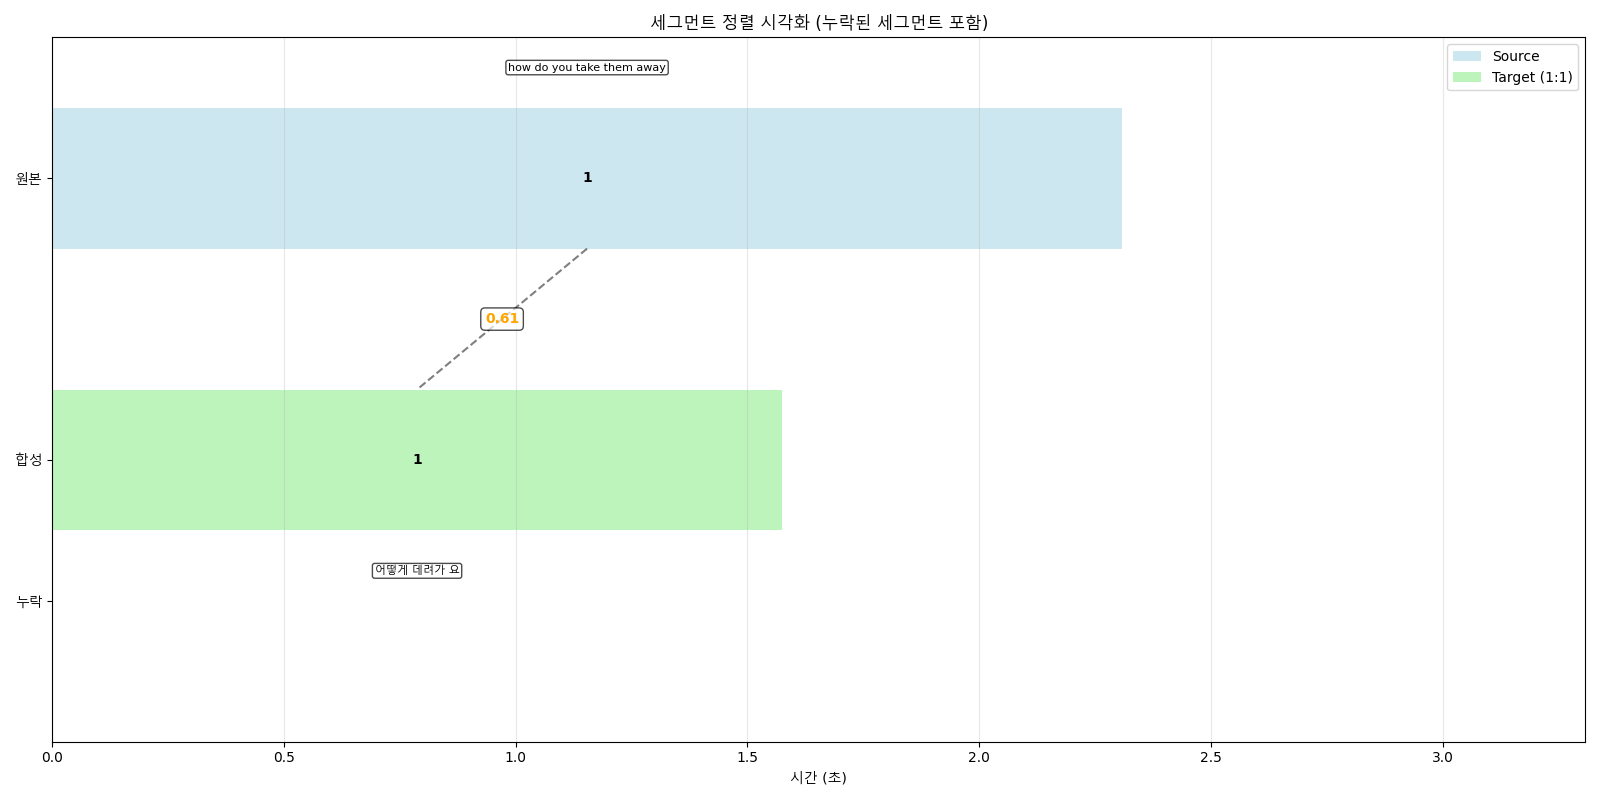 세그먼트 정렬 시각화 (누락된 세그먼트 포함)
how do you take them away
Source
Target (1:1)
원본
1
0.61
합성
1
어떻게 데려가 요
누락
0.0 0.5 1.0 1.5 2.0 2.5 3.0
시간 (초)